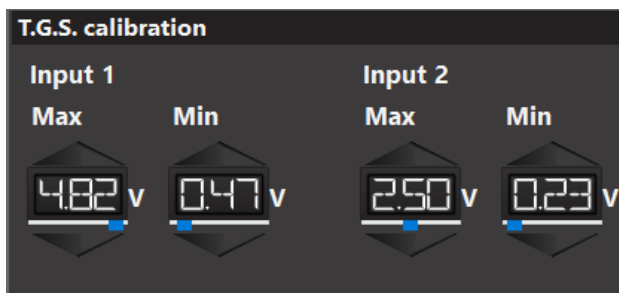 T.G.S. calibration
Input 1 Input 2
Max Min Max Min
4.82 V 0.47 V 2.50 V 0.23 V